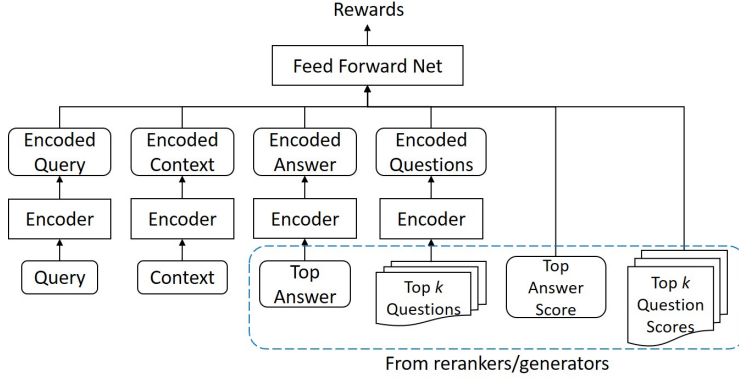 Rewards
Feed Forward Net
Encoded
Query
Encoded
Context
Encoded
Answer
Encoded
Questions
Encoder
Encoder
Encoder
Encoder
Query
Context
Top
Answer
Top k
Questions
Top
Answer
Score
Top k
Question
Scores
From rerankers/generators